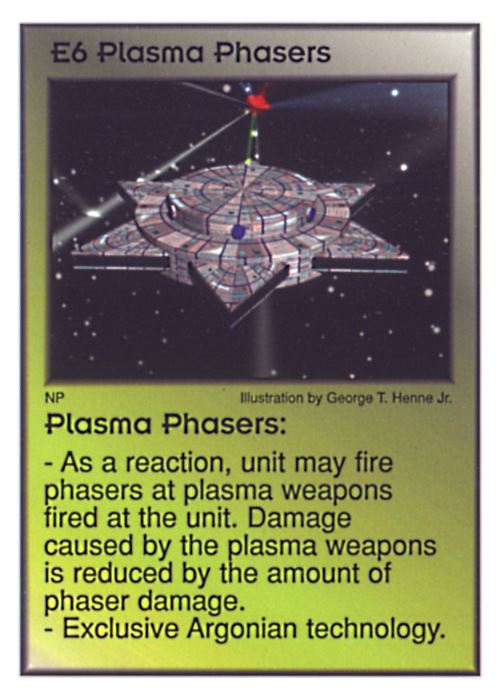 E6 Plasma Phasers
NP
Illustration by George T. Henne Jr.
Plasma Phasers:
- As a reaction, unit may fire
phasers at plasma weapons
fired at the unit. Damage
caused by the plasma weapons
is reduced by the amount of
phaser damage.
- Exclusive Argonian technology.